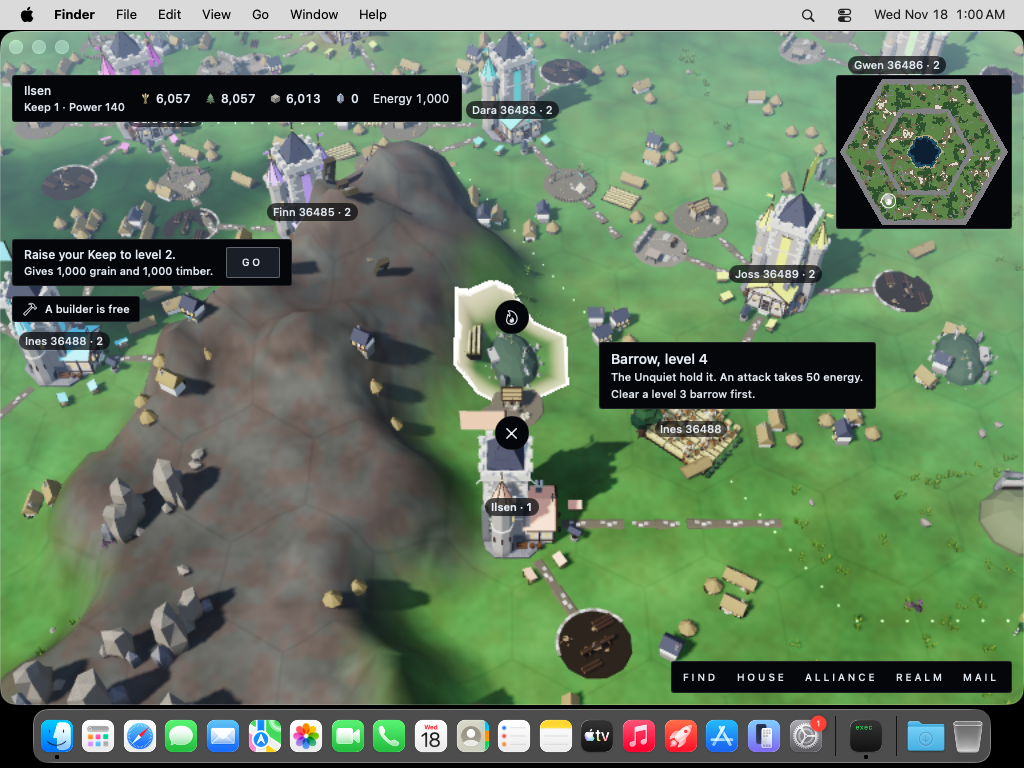 Finder File Edit View Go Window Help
Wed Nov 18 1:00 AM
Gwen 36486 · 2
Ilsen
Keep 1 · Power 140
6,057 8,057 6,013 0 Energy 1,000
Dara 36483 · 2
Finn 36485 · 2
Raise your Keep to level 2.
Gives 1,000 grain and 1,000 timber.
GO
Joss 36489 · 2
A builder is free
Ines 36488 · 2
Barrow, level 4
The Unquiet hold it. An attack takes 50 energy.
Clear a level 3 barrow first.
Ines 36488
Ilsen · 1
FIND HOUSE ALLIANCE REALM MAIL
Wed
18
tv
1
exec